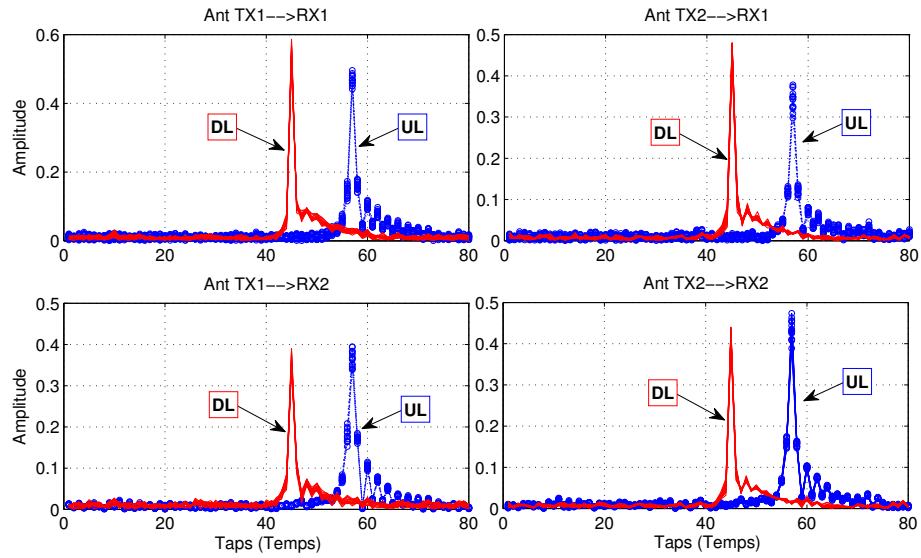 Ant TX1-->RX1
Ant TX2-->RX1
0.6
0.4
0.2
0
Amplitude
DL
UL
0 20 40 60 80
0.5
0.4
0.3
0.2
0.1
0
DL
UL
0 20 40 60 80
Ant TX1-->RX2
Ant TX2-->RX2
0.5
0.4
0.3
0.2
0.1
0
Amplitude
DL
UL
0 20 40 60 80
Taps (Temps)
0.5
0.4
0.3
0.2
0.1
0
DL
UL
0 20 40 60 80
Taps (Temps)